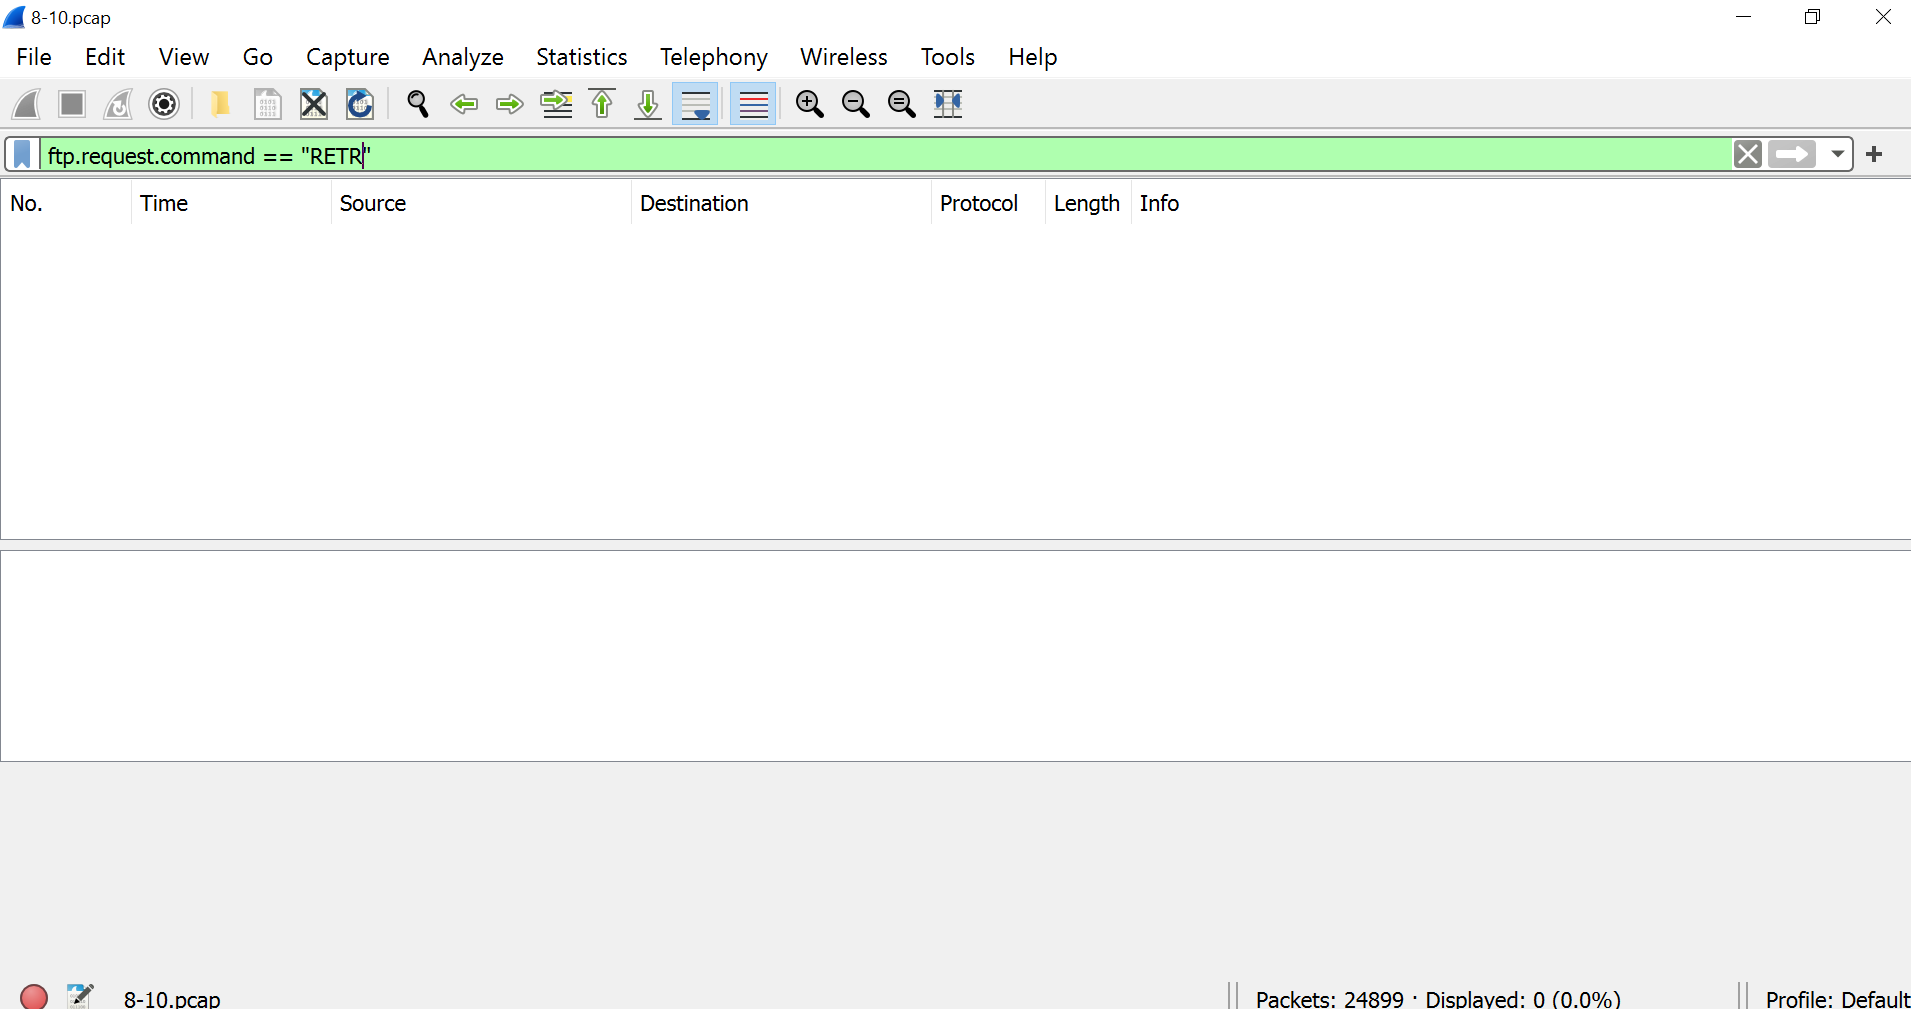 8-10.pcap
File Edit View Go Capture Analyze Statistics Telephony Wireless Tools Help
ftp.request.command == "RETR"
No. Time Source Destination Protocol Length Info
8-10.pcap Packets: 24899 · Displayed: 0 (0.0%) Profile: Default